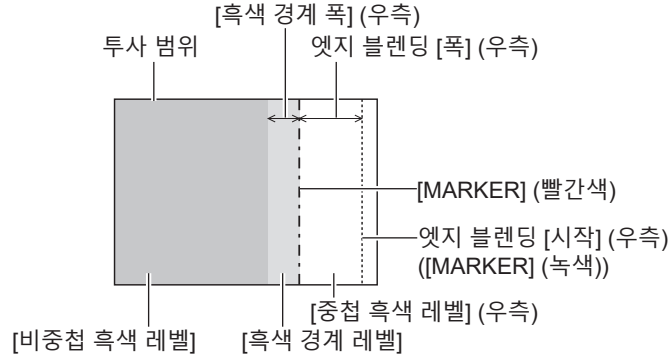 [흑색 경계 폭] (우측)
투사 범위
엣지 블렌딩 [폭] (우측)
[MARKER] (빨간색)
엣지 블렌딩 [시작] (우측)
([MARKER] (녹색))
[중첩 흑색 레벨] (우측)
[비중첩 흑색 레벨]
[흑색 경계 레벨]